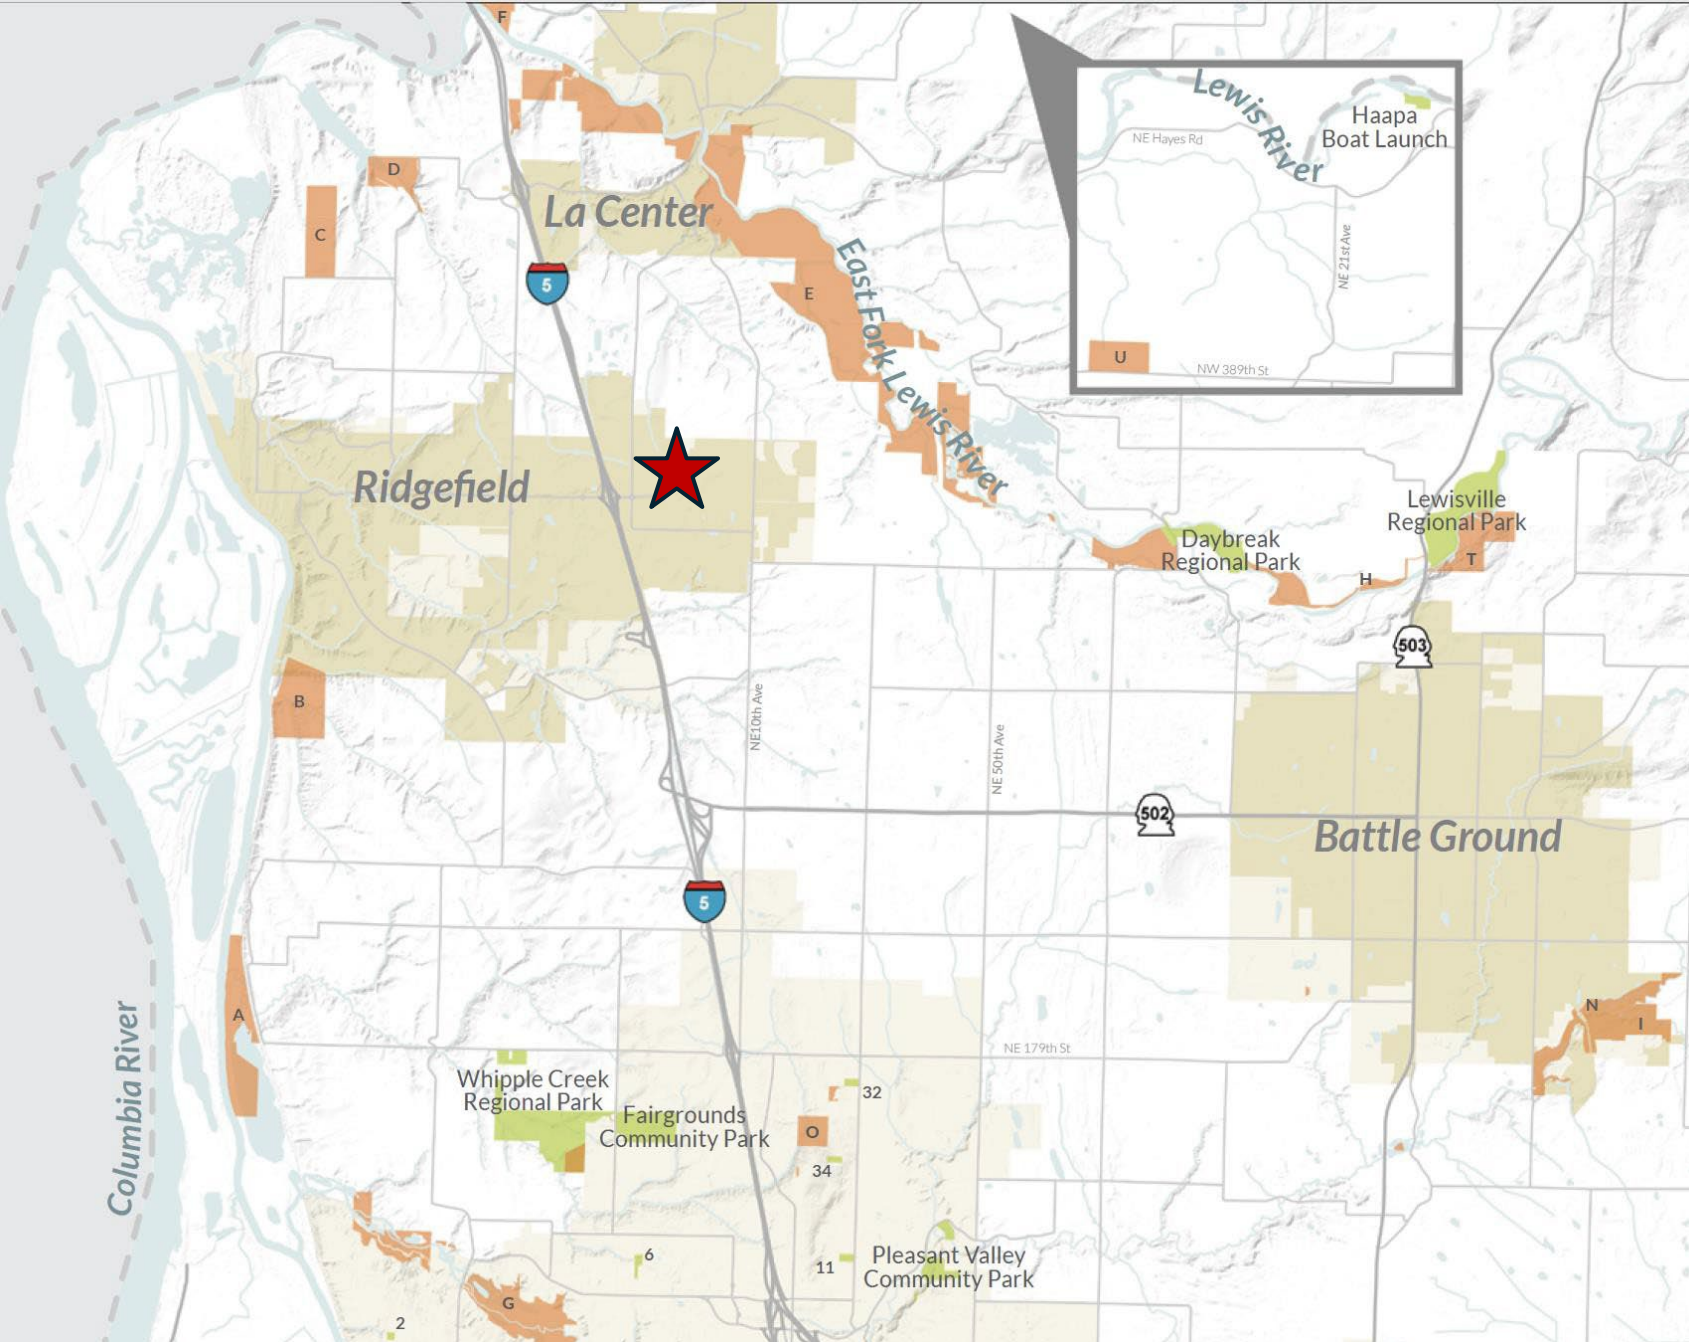 F
Lewis River
Haapa
Boat Launch
NE Hayes Rd
D
La Center
C
NE 21st Ave
5
E
East Fork Lewis River
U
NW 389th St
Ridgefield
Lewisville
Regional Park
Daybreak
Regional Park
T
H
503
B
NE10th Ave
NE 50th Ave
502
Battle Ground
5
A
N
I
Columbia River
NE 179th St
Whipple Creek
Regional Park
32
Fairgrounds
Community Park
O
34
6
11
Pleasant Valley
Community Park
G
2